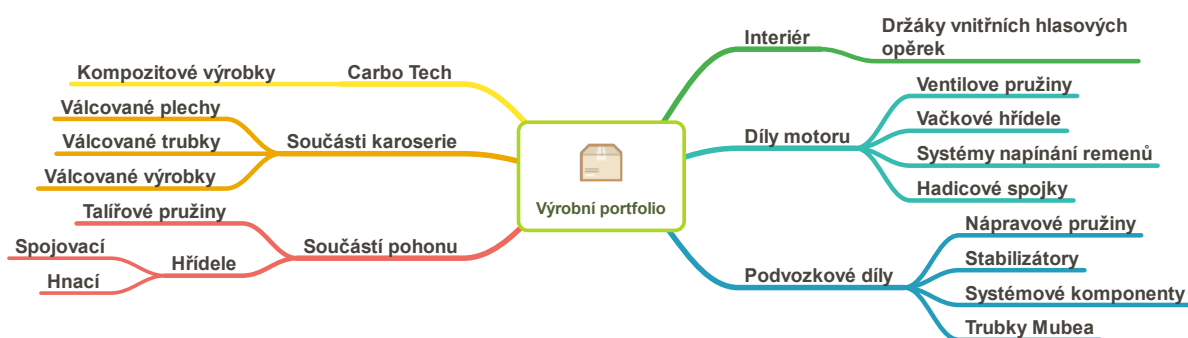 Výrobní portfolio
Interiér
Držáky vnitřních hlasových
opěrek
Díly motoru
Ventilove pružiny
Vačkové hřídele
Systémy napínání remenů
Hadicové spojky
Podvozkové díly
Nápravové pružiny
Stabilizátory
Systémové komponenty
Trubky Mubea
Carbo Tech
Kompozitové výrobky
Součásti karoserie
Válcované plechy
Válcované trubky
Válcované výrobky
Součástí pohonu
Talířové pružiny
Hřídele
Spojovací
Hnací